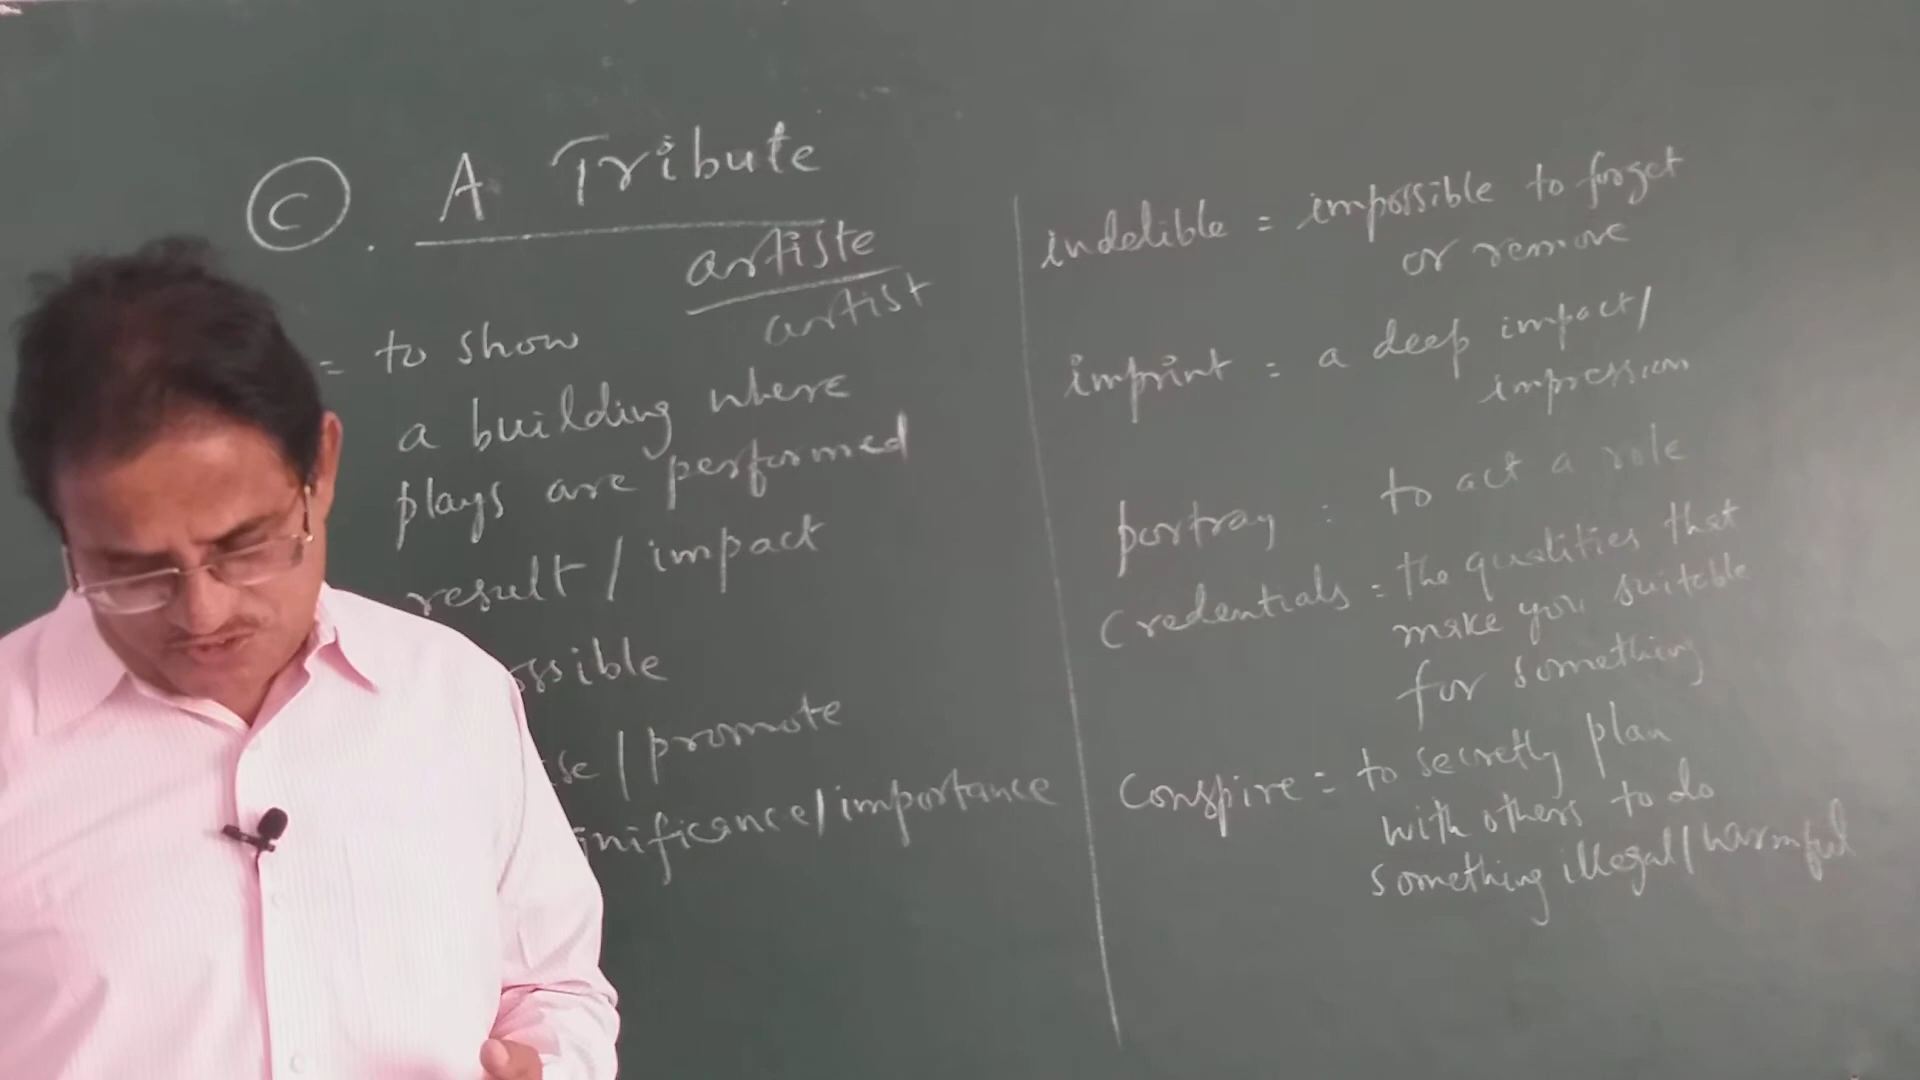 C. A Tribute
artiste
artist
= to show
a building where
plays are performed
result / impact
ssible
se / promote
nificance / importance
indelible = impossible to forget
or remove
imprint = a deep impact /
impression
portray : to act a role
Credentials = the qualities that
make you suitable
for something
Conspire = to secretly plan
with others to do
something illegal / harmful